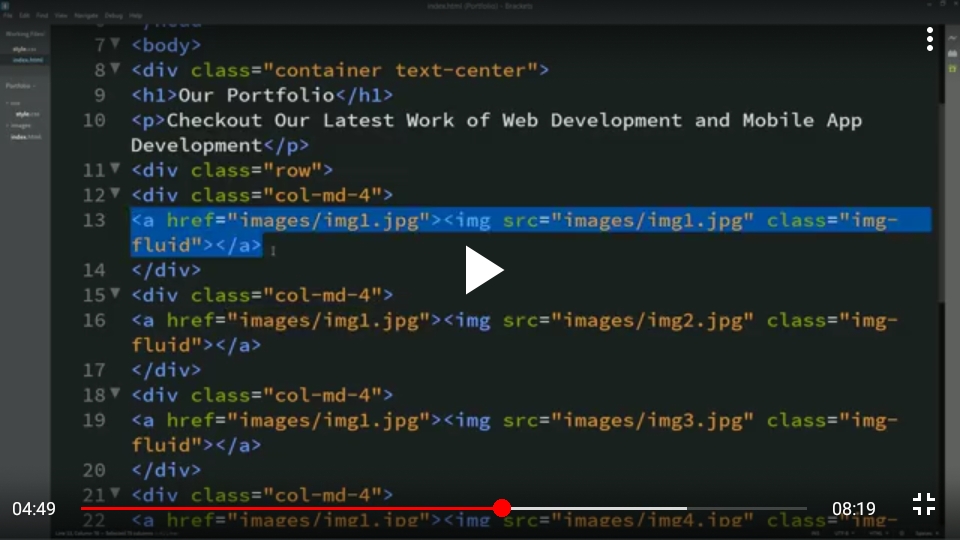 index.html (Portfolio) - Brackets
File Edit Find View Navigate Debug Help
Working Files
style.css
index.html
Portfolio
css
style.css
images
index.html
7 <body>
8 <div class="container text-center">
9 <h1>Our Portfolio</h1>
10 <p>Checkout Our Latest Work of Web Development and Mobile App
Development</p>
11 <div class="row">
12 <div class="col-md-4">
13 <a href="images/img1.jpg"><img src="images/img1.jpg" class="img-
fluid"></a>
14 </div>
15 <div class="col-md-4">
16 <a href="images/img1.jpg"><img src="images/img2.jpg" class="img-
fluid"></a>
17 </div>
18 <div class="col-md-4">
19 <a href="images/img1.jpg"><img src="images/img3.jpg" class="img-
fluid"></a>
20 </div>
21 <div class="col-md-4">
22 <a href="images/img1.jpg"><img src="images/img4.jpg" class="img-
04:49
08:19